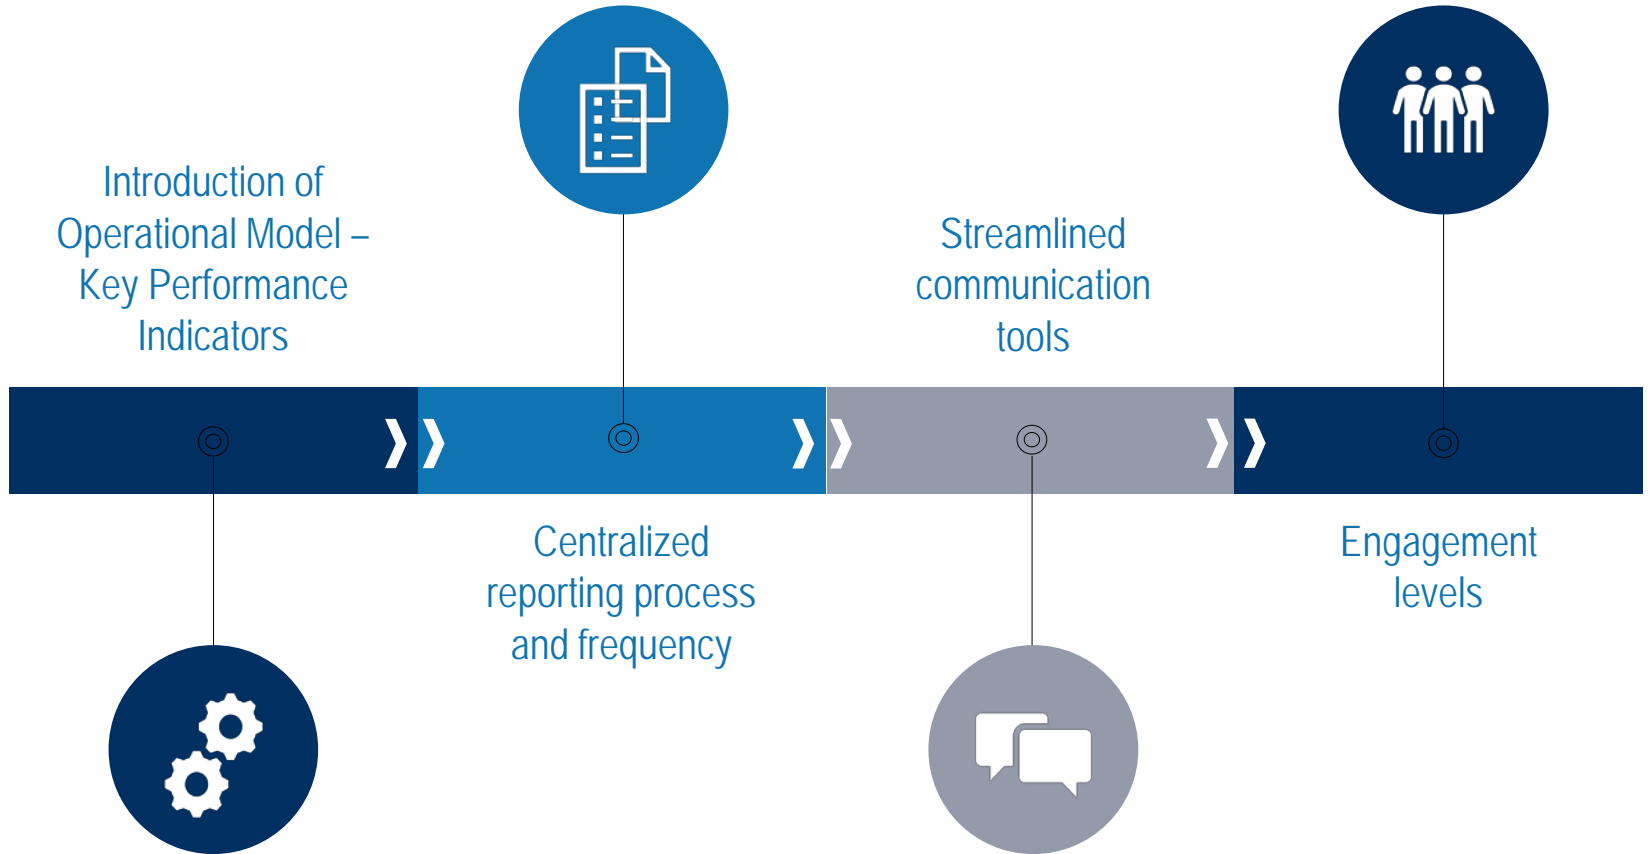 Introduction of
Operational Model –
Key Performance
Indicators
Centralized
reporting process
and frequency
Streamlined
communication
tools
Engagement
levels